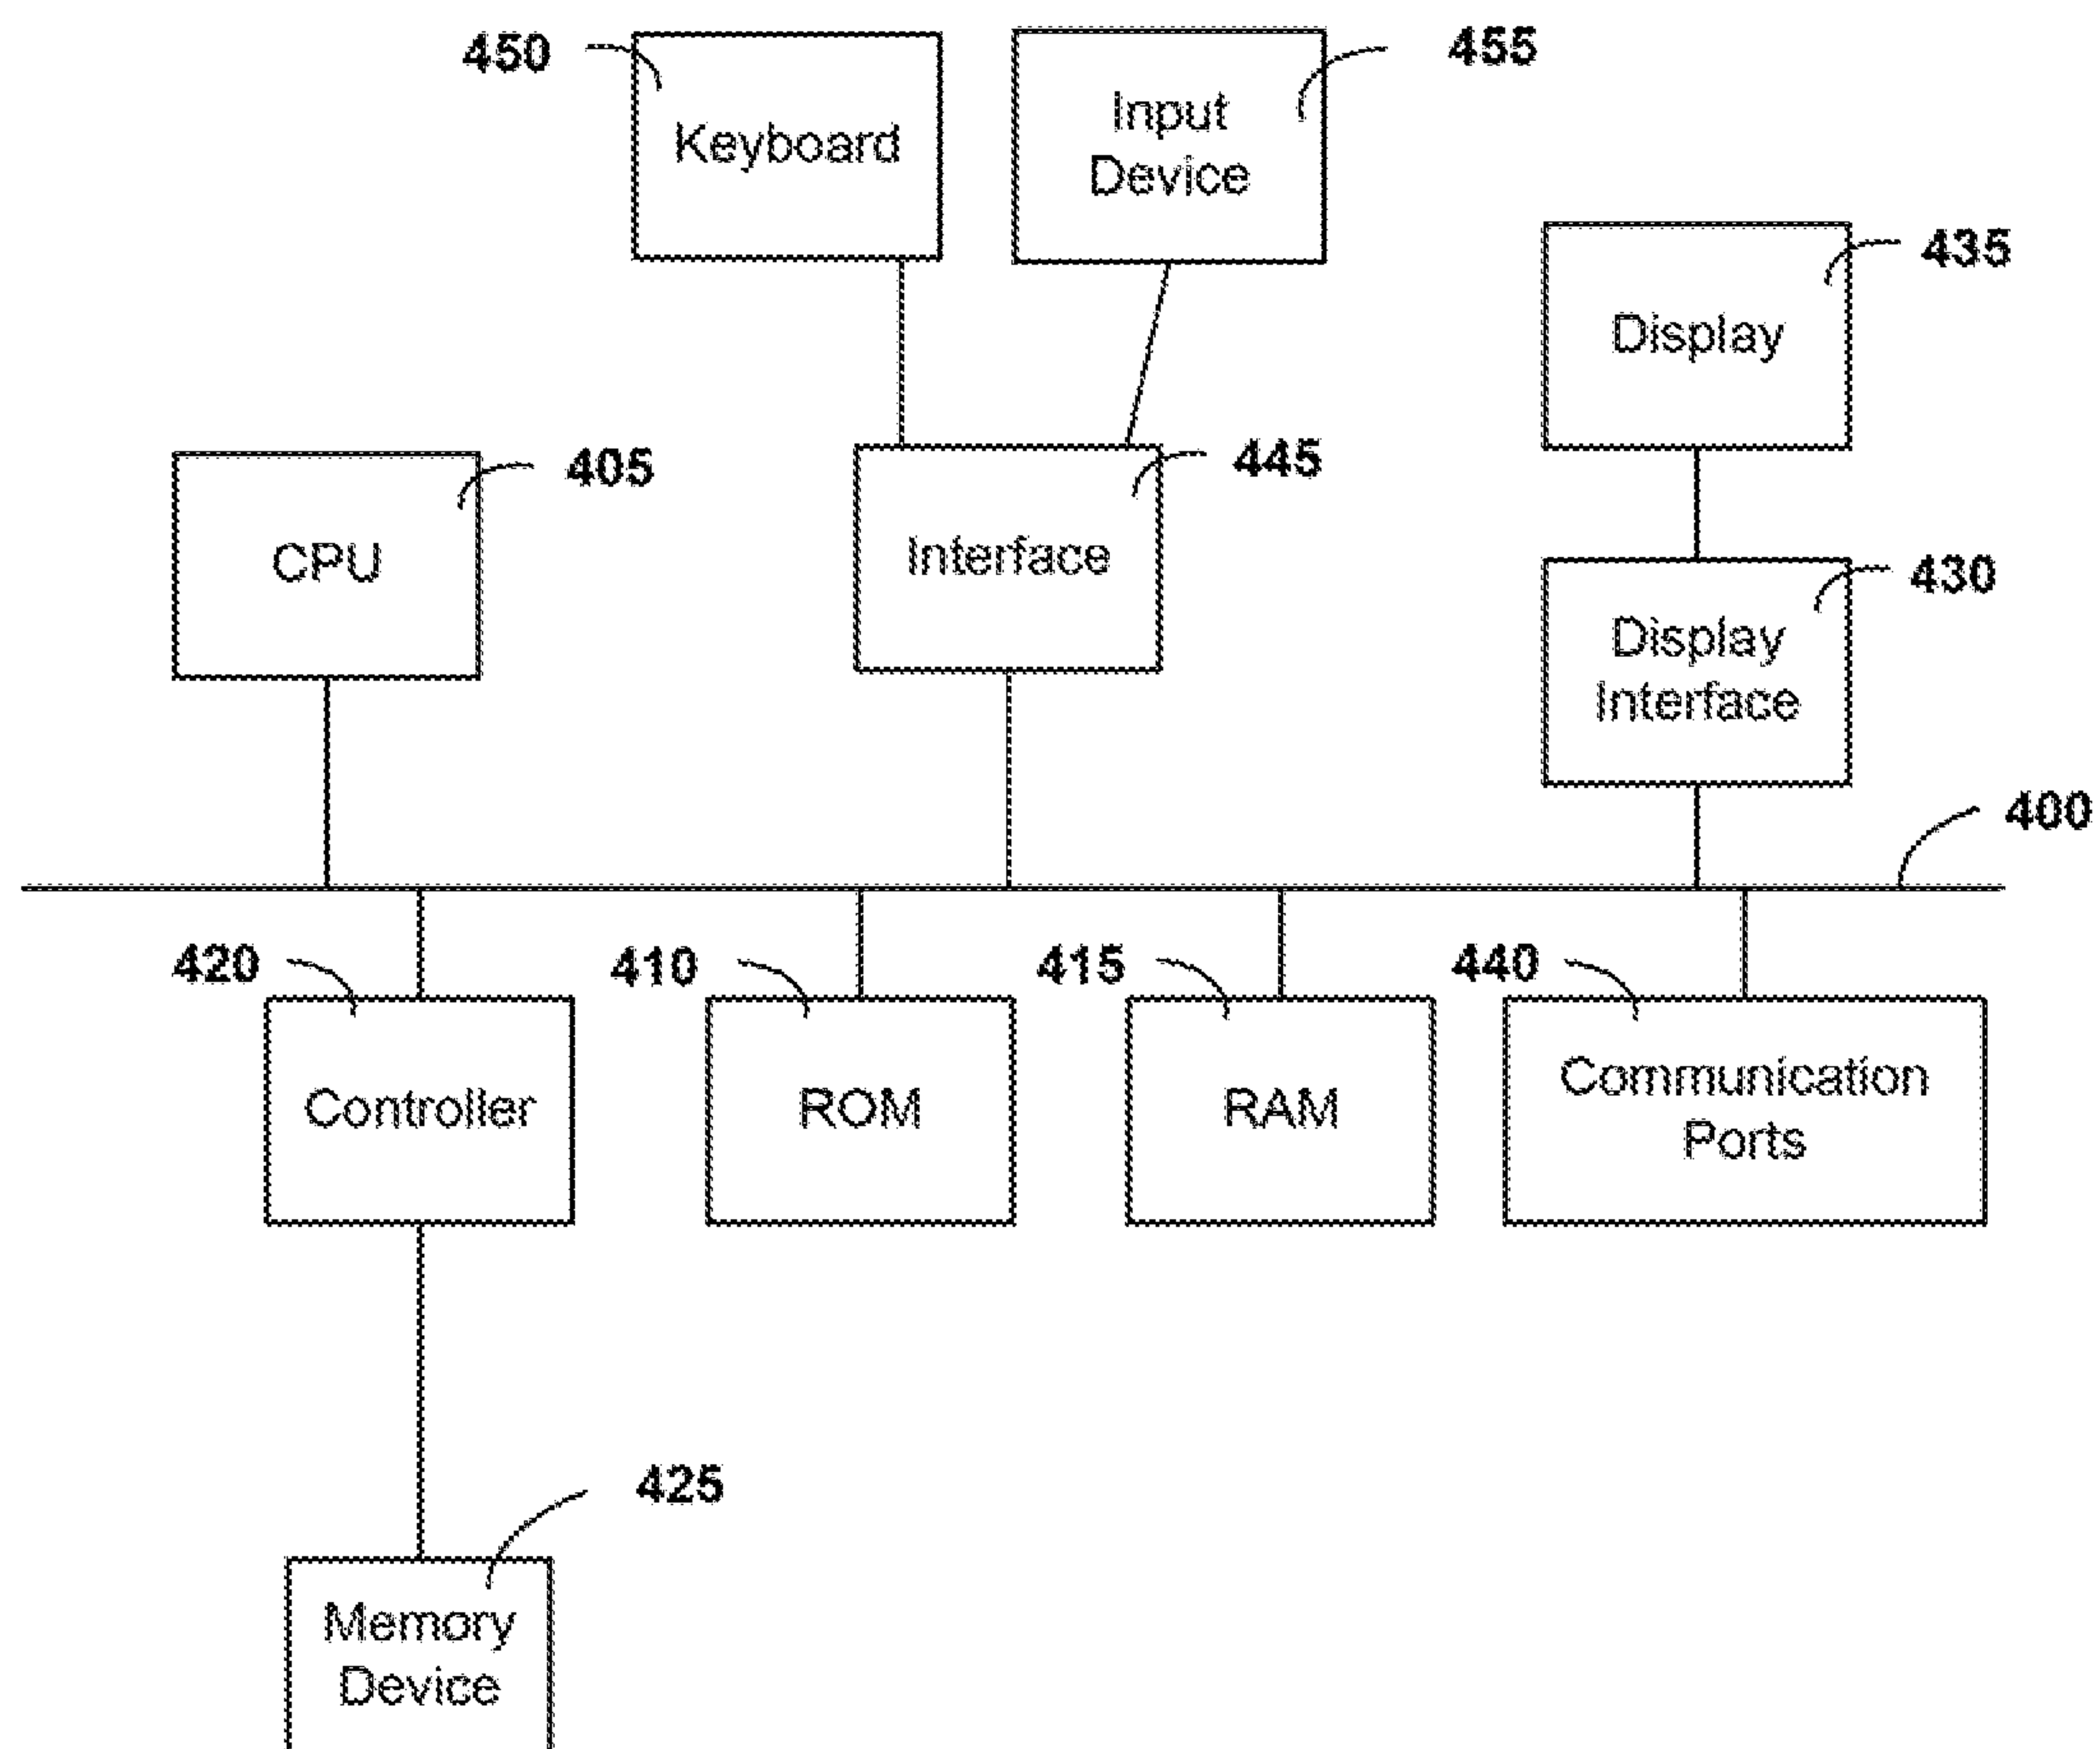 450
Keyboard
Input
Device
455
Display
435
CPU
405
Interface
445
Display
Interface
430
400
420
Controller
410
ROM
415
RAM
440
Communication
Ports
425
Memory
Device